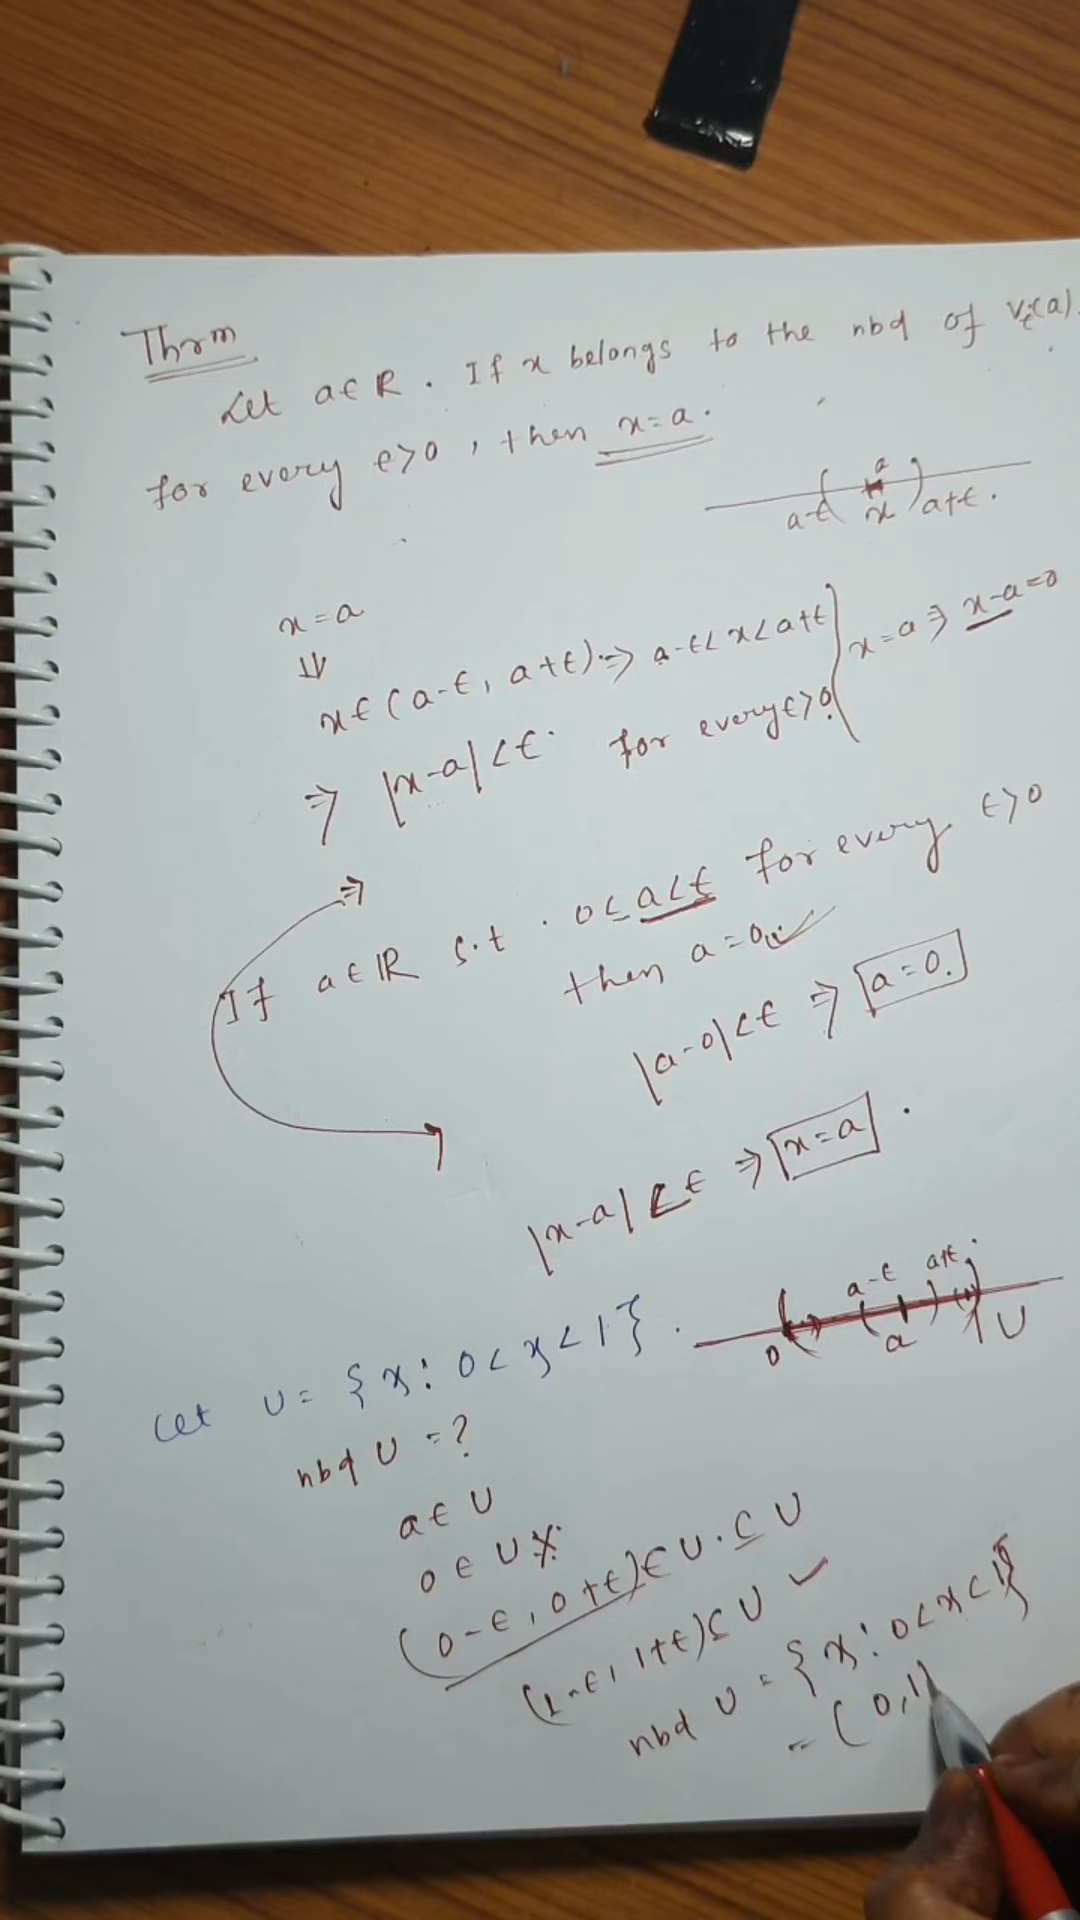 Thrm
Let a∈R. If x belongs to the nbd of Vε(a).
for every ε>0, then x=a.
a
a-ε x a+ε.
x=a
⇓
x∈(a-ε, a+ε) ⇒ a-ε<x<a+ε
x=a ⇒ x-a=0
⇒ |x-a|<ε. for every ε>0.
⇒
If a∈ℝ s.t. 0≤a<ε for every ε>0
then a=0 ✓
|a-0|<ε ⇒ a=0.
|x-a|<ε ⇒ x=a.
a-ε a+ε
0 a 1 U
Let U = {x: 0<x<1}.
nbd U = ?
a∈U
0∈U X
(0-ε, 0+ε)∈U. ⊆U
(1-ε, 1+ε)⊆U ✓
nbd U = {x: 0<x<1}
= (0,1)